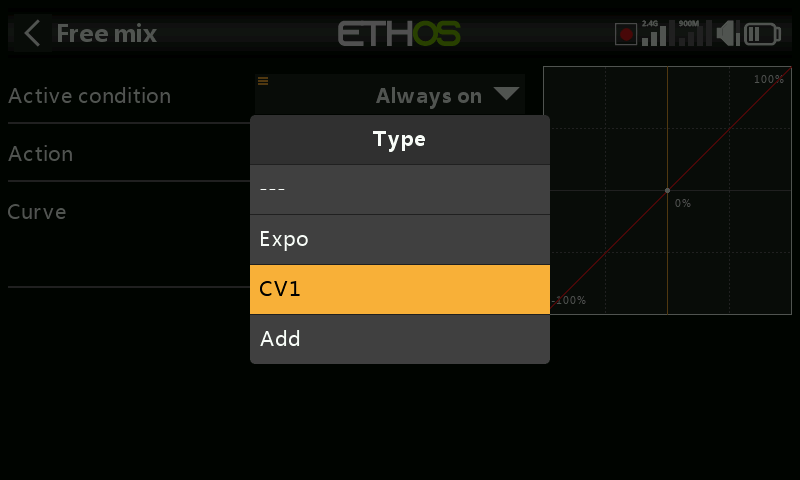 Free mix
ETHOS
2.4G
900M
Active condition
Always on
Action
Curve
Type
---
Expo
CV1
Add
100%
0%
-100%